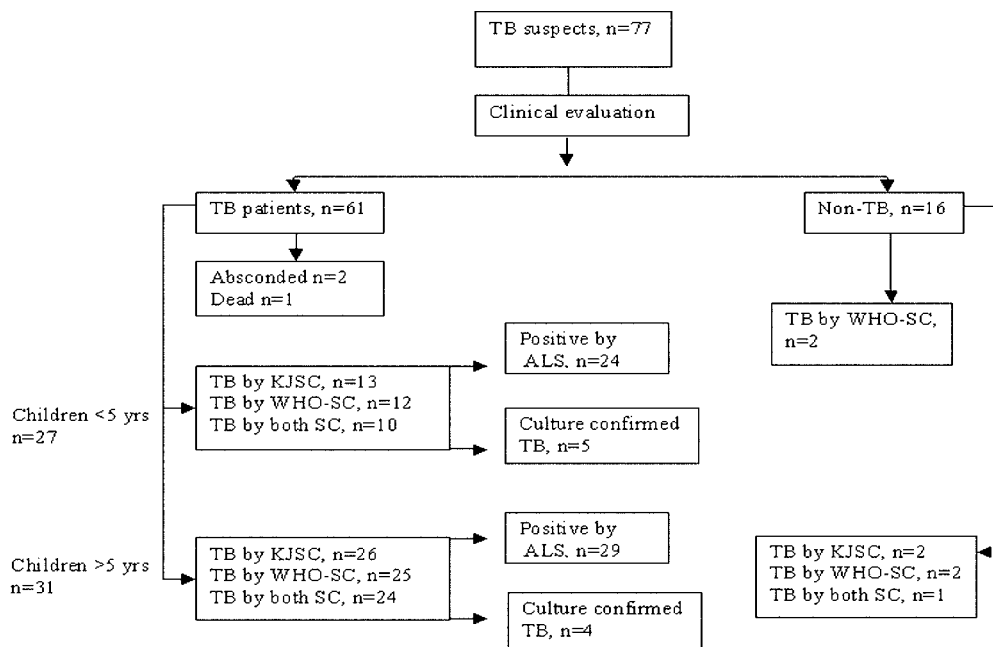 TB suspects, n=77
Clinical evaluation
TB patients, n=61
Non-TB, n=16
Absconded n=2
Dead n=1
TB by WHO-SC,
n=2
Children <5 yrs
n=27
TB by KJSC, n=13
TB by WHO-SC, n=12
TB by both SC, n=10
Positive by
ALS. n=24
Culture confirmed
TB, n=5
Children >5 yrs
n=31
TB by KJSC, n=26
TB by WHO-SC, n=25
TB by both SC, n=24
Positive by
ALS. n=29
Culture confirmed
TB, n=4
TB by KJSC, n=2
TB by WHO-SC, n=2
TB by both SC, n=1